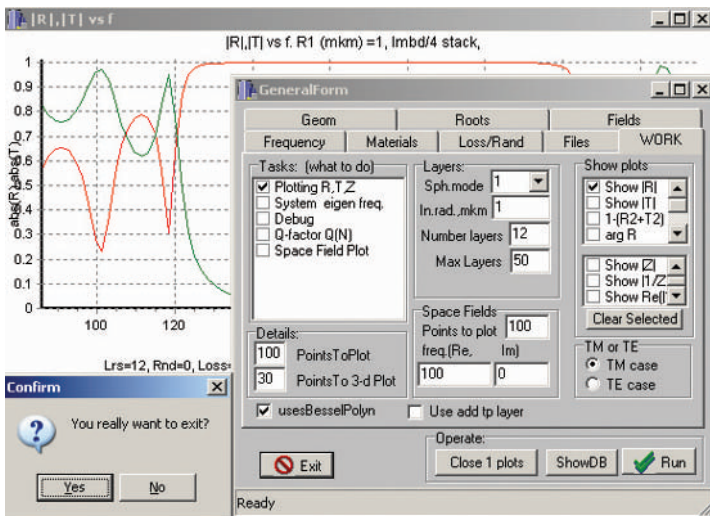 |R|,|T| vs f
|R|,|T| vs f. R1 (mkm) =1, lmbd/4 stack,
abs(R),abs(T)
1
0.9
0.8
0.7
0.6
0.5
0.4
0.3
0.2
0.1
0
100
120
Lrs=12, Rnd=0, Loss=
GeneralForm
Geom
Roots
Fields
Frequency
Materials
Loss/Rand
Files
WORK
Tasks: (what to do)
Plotting R,T,Z
System eigen freq.
Debug
Q-factor Q(N)
Space Field Plot
Layers:
Sph.mode 1
In.rad.,mkm 1
Number layers 12
Max Layers 50
Show plots
Show |R|
Show |T|
1-(R2+T2)
arg R
Show |Z|
Show |1/Z
Show Re(
Clear Selected
Details:
100 PointsToPlot
30 PointsTo 3-d Plot
Space Fields
Points to plot 100
freq.(Re, Im)
100 0
TM or TE
TM case
TE case
usesBesselPolyn
Use add tp layer
Operate:
Exit
Close 1 plots
ShowDB
Run
Ready
Confirm
You really want to exit?
Yes
No